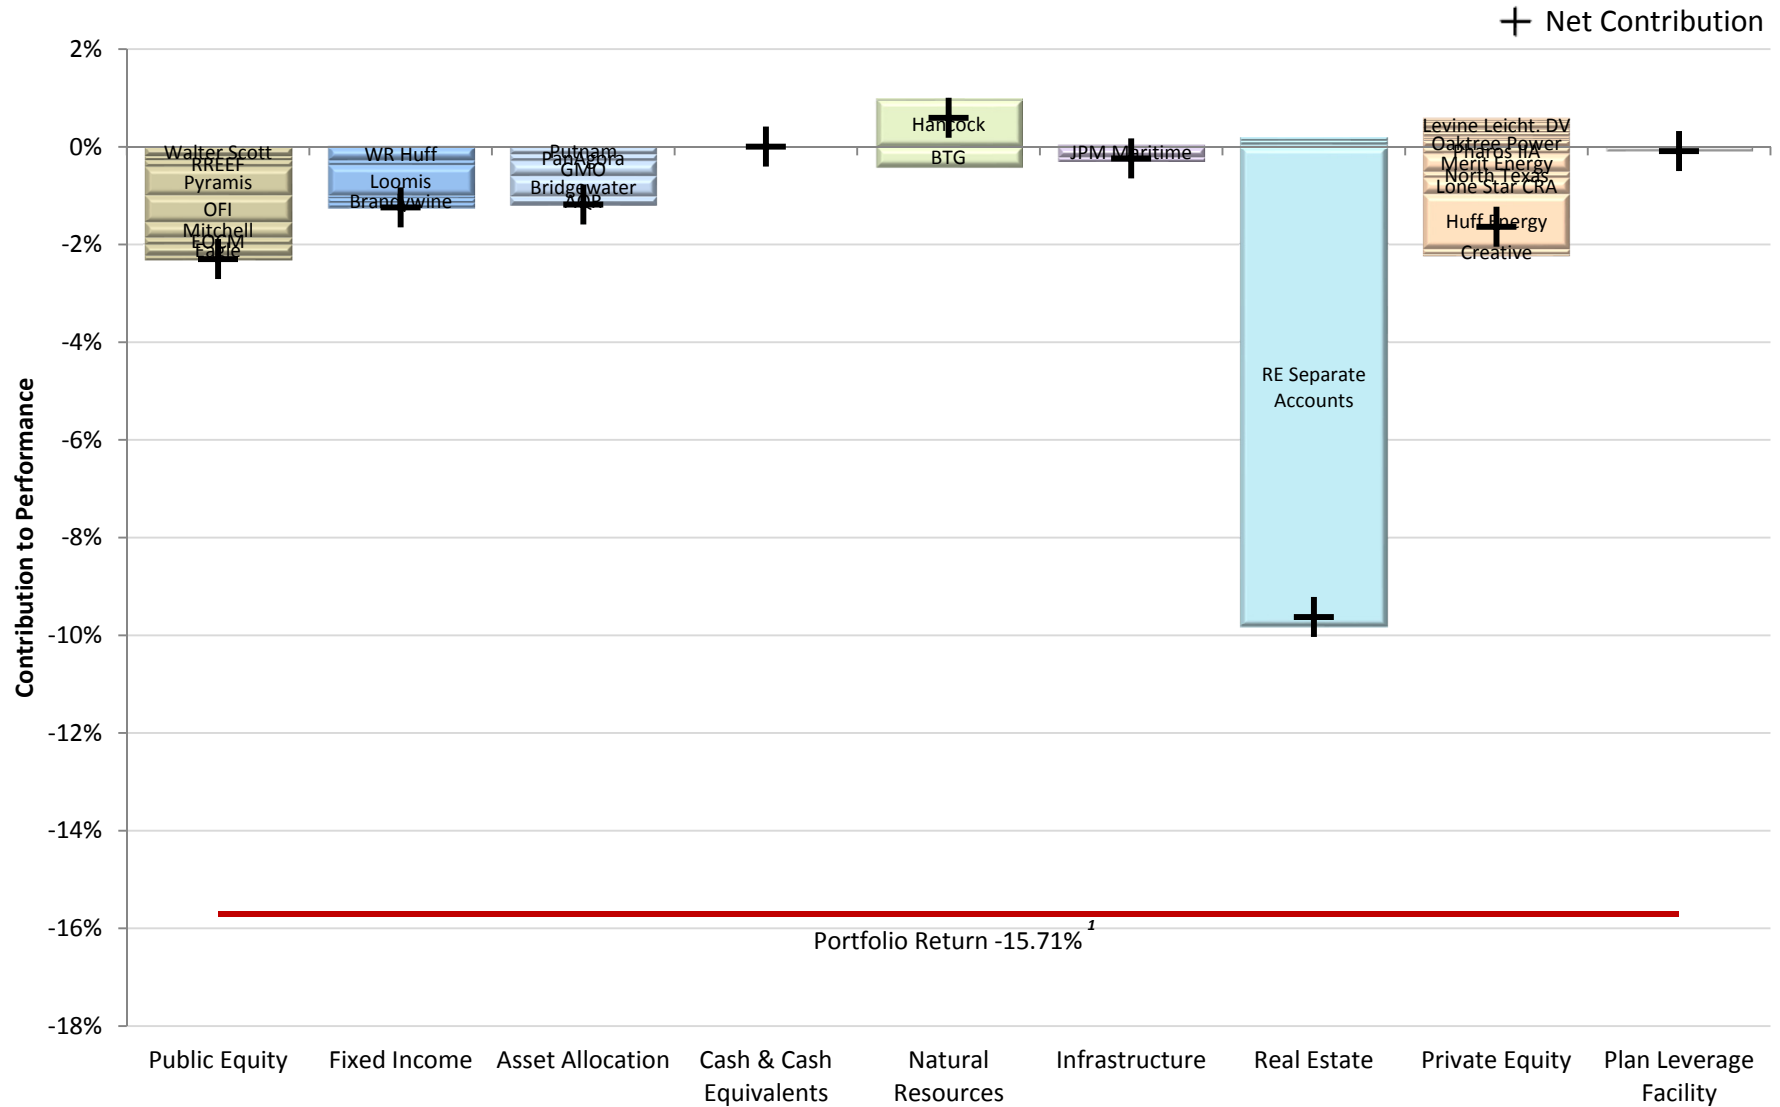 Net Contribution
2%
0%
-2%
-4%
-6%
-8%
-10%
-12%
-14%
-16%
-18%
Contribution to Performance
Walter Scott
RREEF
Pyramis
OFI
Mitchell
EQCM
Eagle
WR Huff
Loomis
Brandywine
Putnam
PanAgora
GMO
Bridgewater
AQR
Hancock
BTG
JPM Maritime
RE Separate
Accounts
Levine Leicht. DV
Oaktree Power
Pharos IIA
Merit Energy
North Texas
Lone Star CRA
Huff Energy
Creative
Portfolio Return -15.71% 1
Public Equity
Fixed Income
Asset Allocation
Cash & Cash
Equivalents
Natural
Resources
Infrastructure
Real Estate
Private Equity
Plan Leverage
Facility